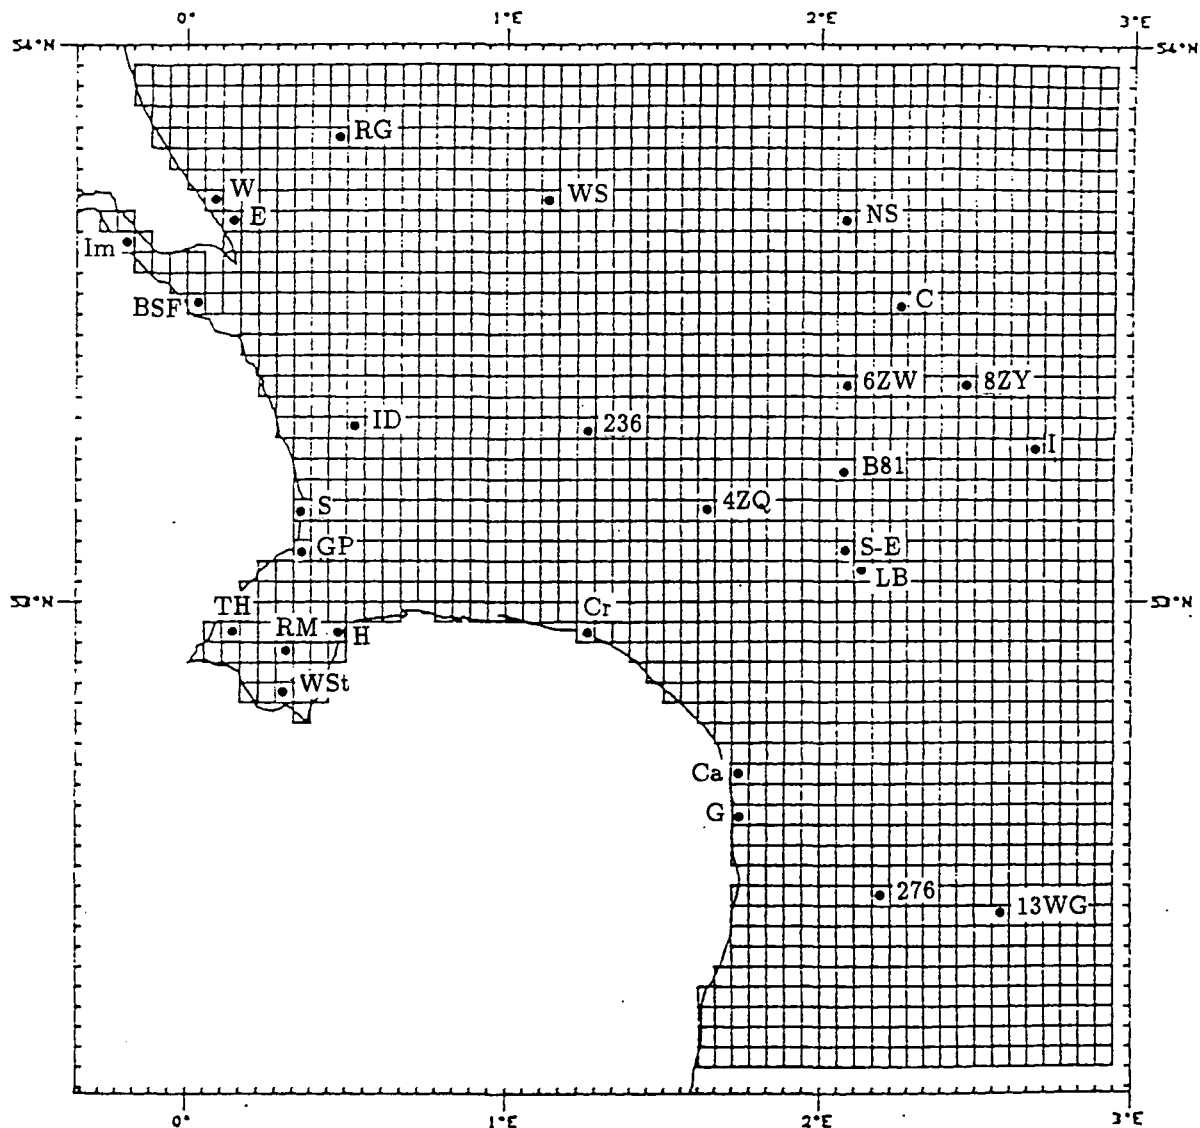 0° 1°E 2°E 3°E
54°N 54°N
RG
W WS
E NS
Im
C
BSF
6ZW 8ZY
ID 236
I
B81
S 4ZQ
GP S-E
LB
53°N 53°N
TH Cr
RM H
WSt
Ca
G
276
13WG
0° 1°E 2°E 3°E